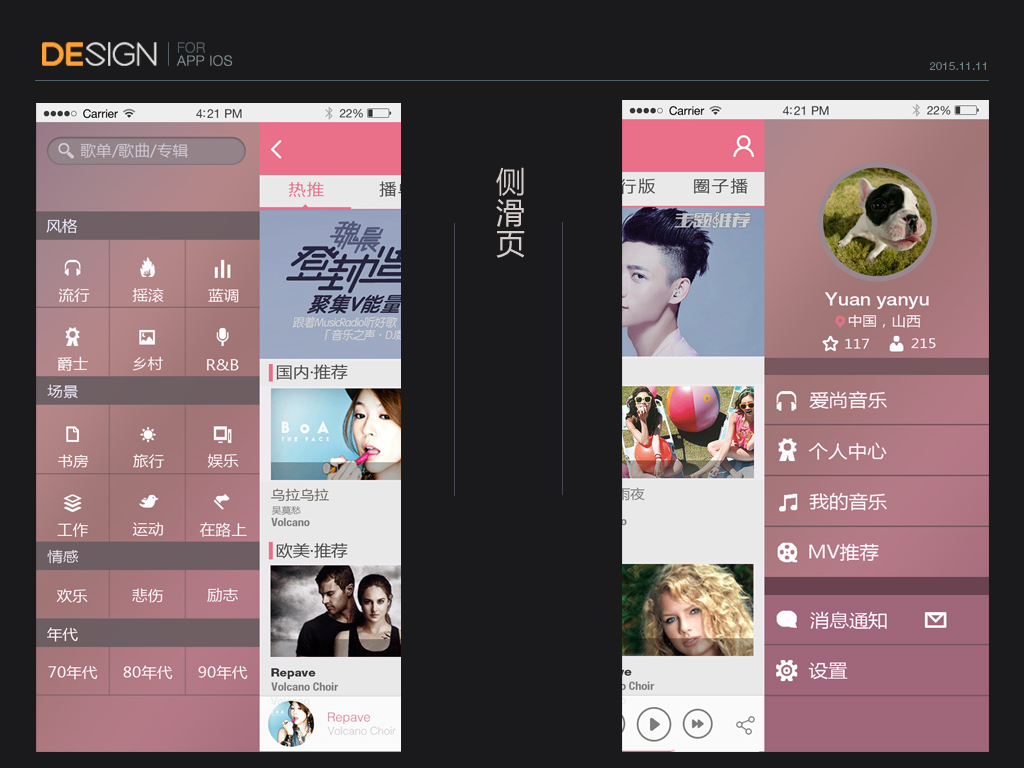 DESIGN
FOR
APP IOS
2015.11.11
Carrier 4:21 PM 22%
歌单/歌曲/专辑
风格
流行 摇滚 蓝调
爵士 乡村 R&B
场景
书房 旅行 娱乐
工作 运动 在路上
情感
欢乐 悲伤 励志
年代
70年代 80年代 90年代
热推 播
魏晨
登封造
聚集V能量
跟着MusicRadio听好歌
「音乐之声·D
国内·推荐
BoA
THE FACE
乌拉乌拉
吴莫愁
Volcano
欧美·推荐
Repave
Volcano Choir
Repave
Volcano Choir
侧滑页
Carrier 4:21 PM 22%
行版 圈子播
主题推荐
雨夜
ve
o Choir
Yuan yanyu
中国，山西
117 215
爱尚音乐
个人中心
我的音乐
MV推荐
消息通知
设置